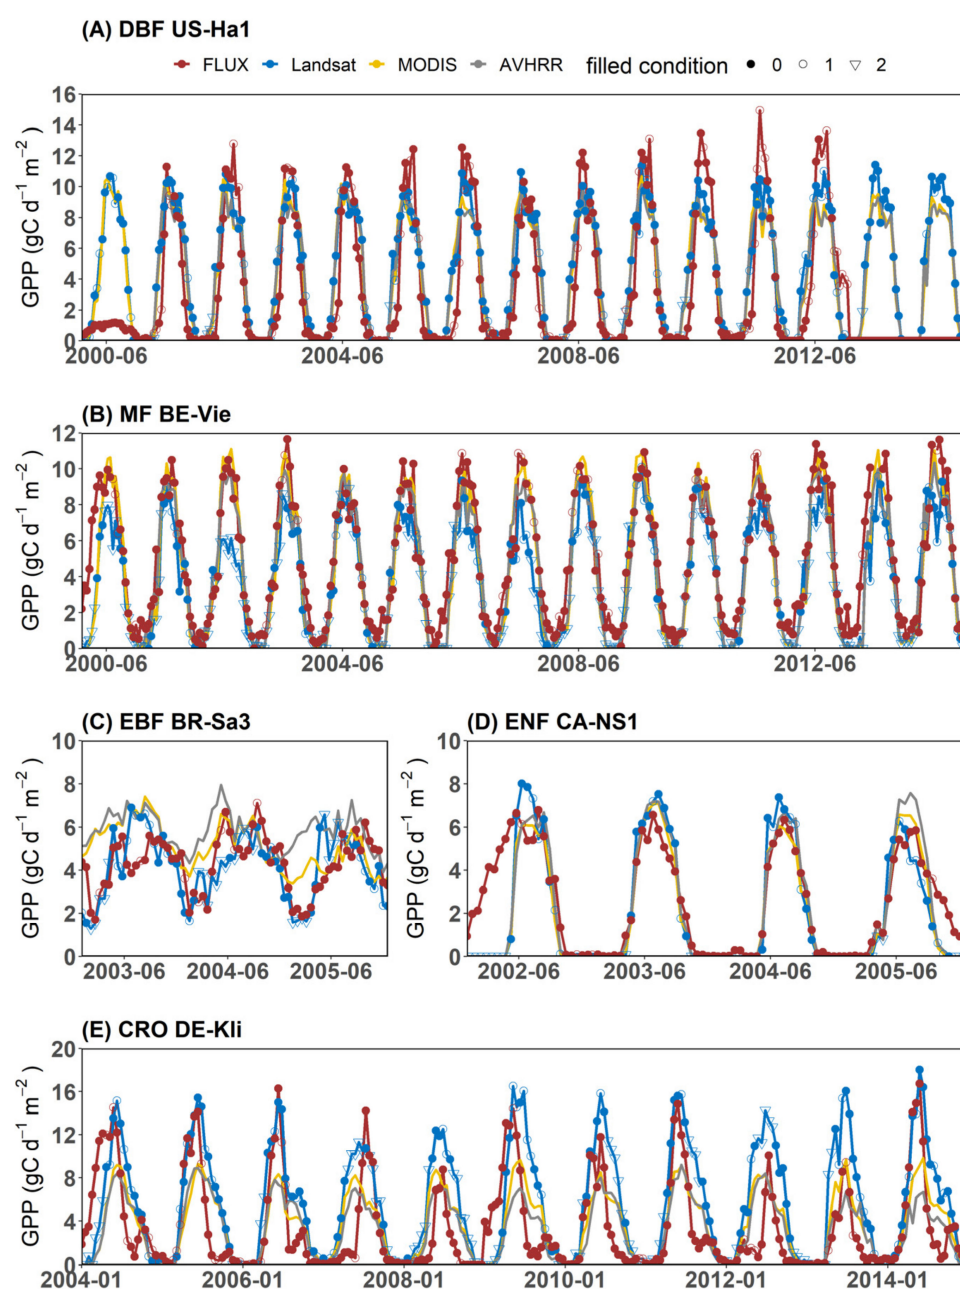 (A) DBF US-Ha1
FLUX Landsat MODIS AVHRR filled condition 0 1 2
GPP (gC d⁻¹ m⁻²)
16
14
12
10
8
6
4
2
0
2000-06 2004-06 2008-06 2012-06
(B) MF BE-Vie
GPP (gC d⁻¹ m⁻²)
12
10
8
6
4
2
0
2000-06 2004-06 2008-06 2012-06
(C) EBF BR-Sa3
GPP (gC d⁻¹ m⁻²)
10
8
6
4
2
0
2003-06 2004-06 2005-06
(D) ENF CA-NS1
GPP (gC d⁻¹ m⁻²)
10
8
6
4
2
0
2002-06 2003-06 2004-06 2005-06
(E) CRO DE-Kli
GPP (gC d⁻¹ m⁻²)
20
16
12
8
4
0
2004-01 2006-01 2008-01 2010-01 2012-01 2014-01